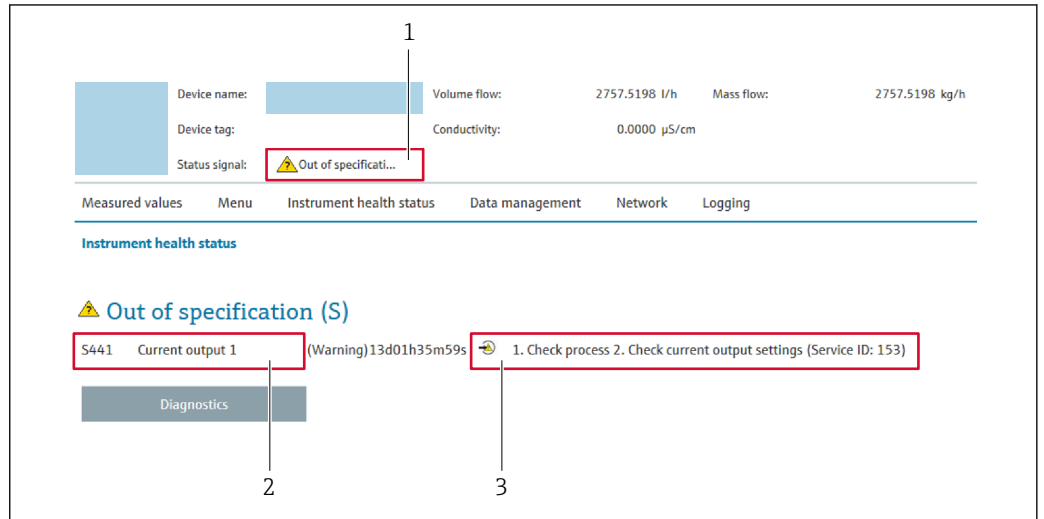 1
Device name: Volume flow: 2757.5198 l/h Mass flow: 2757.5198 kg/h
Device tag: Conductivity: 0.0000 µS/cm
Status signal: Out of specificati...
Measured values Menu Instrument health status Data management Network Logging
Instrument health status
Out of specification (S)
S441 Current output 1 (Warning)13d01h35m59s 1. Check process 2. Check current output settings (Service ID: 153)
Diagnostics
2 3